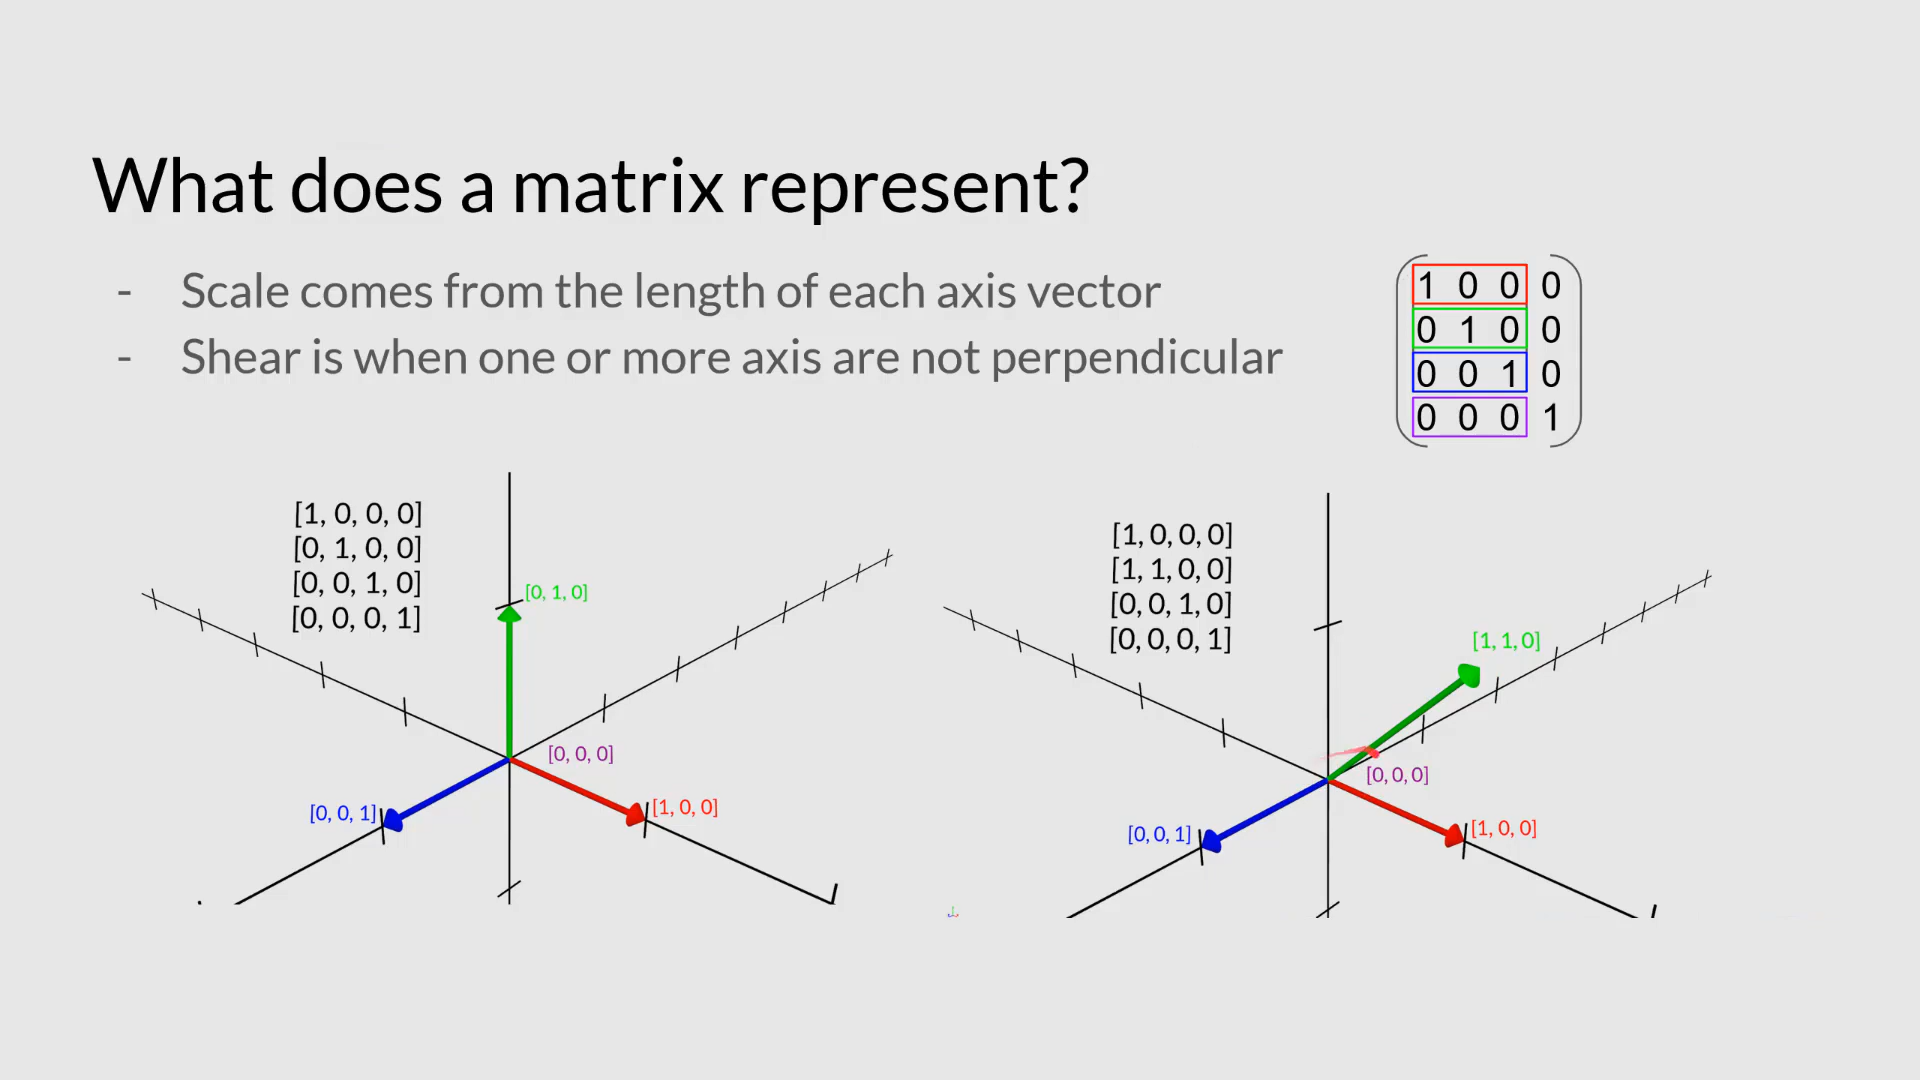 What does a matrix represent?
- Scale comes from the length of each axis vector
- Shear is when one or more axis are not perpendicular
1 0 0 0
0 1 0 0
0 0 1 0
0 0 0 1
[1, 0, 0, 0]
[0, 1, 0, 0]
[0, 0, 1, 0]
[0, 0, 0, 1]
[0, 1, 0]
[0, 0, 0]
[0, 0, 1]
[1, 0, 0]
[1, 0, 0, 0]
[1, 1, 0, 0]
[0, 0, 1, 0]
[0, 0, 0, 1]
[1, 1, 0]
[0, 0, 0]
[0, 0, 1]
[1, 0, 0]